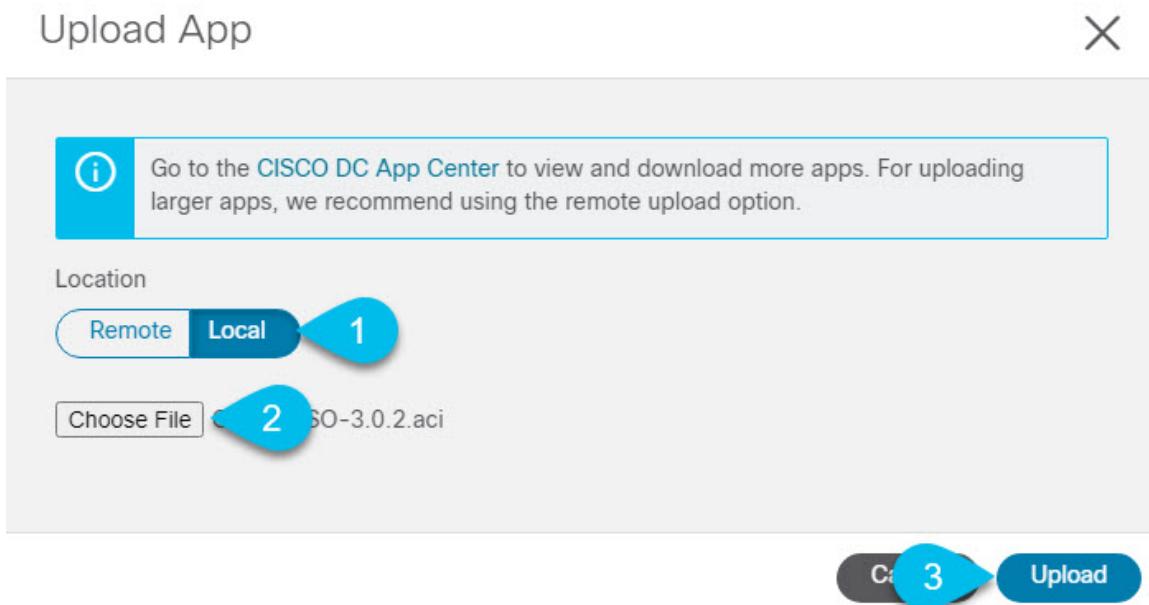 Upload App
Go to the CISCO DC App Center to view and download more apps. For uploading
larger apps, we recommend using the remote upload option.
Location
Remote Local 1
Choose File 2 SO-3.0.2.aci
3 Upload